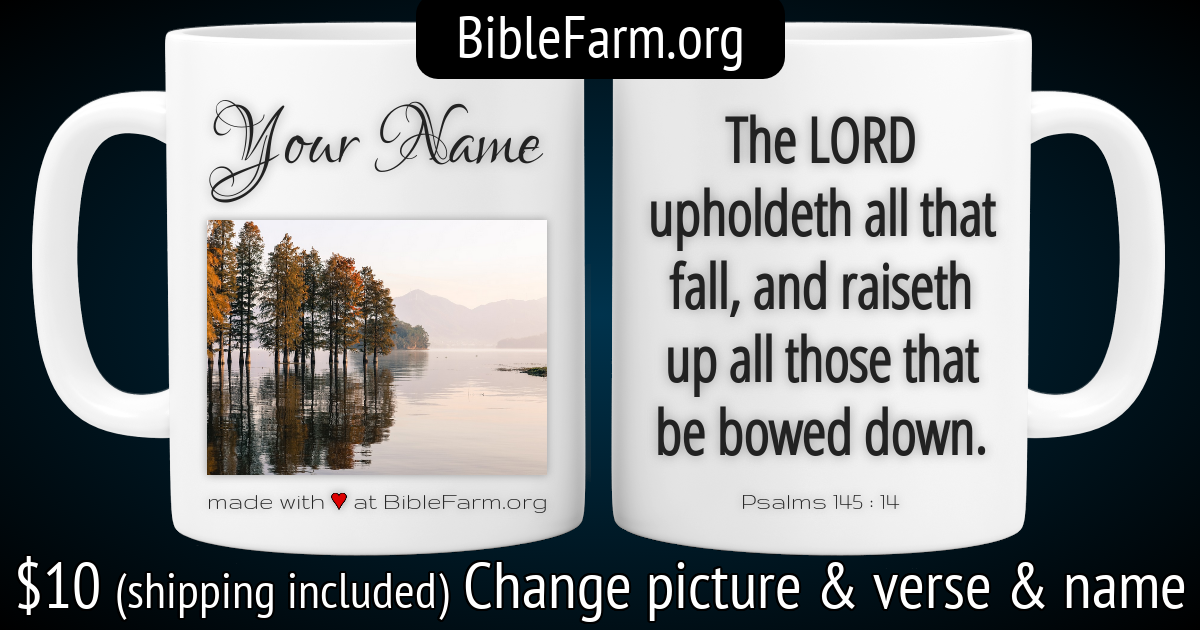 BibleFarm.org
Your Name
made with ♥ at BibleFarm.org
The LORD
upholdeth all that
fall, and raiseth
up all those that
be bowed down.
Psalms 145 : 14
$10 (shipping included) Change picture & verse & name